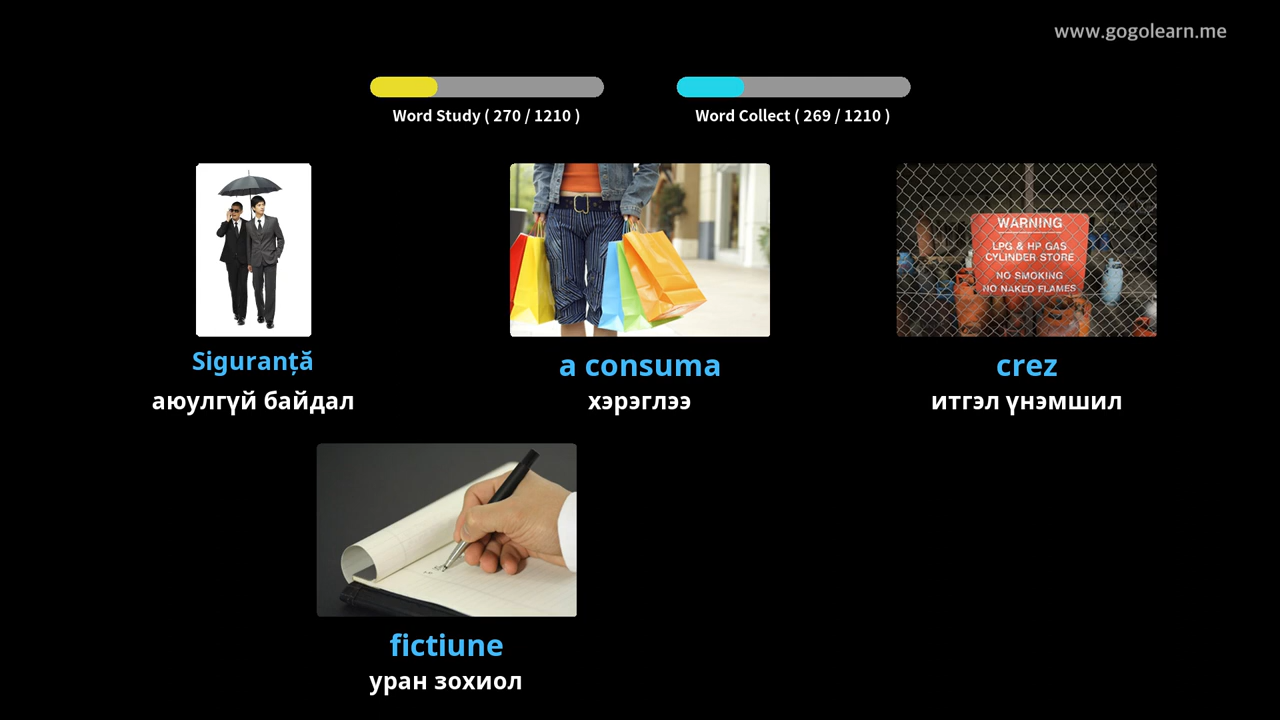 www.gogolearn.me
Word Study ( 270 / 1210 )
Word Collect ( 269 / 1210 )
WARNING
LPG & HP GAS
CYLINDER STORE
NO SMOKING
NO NAKED FLAMES
Siguranță
a consuma
crez
аюулгүй байдал
хэрэглээ
итгэл үнэмшил
fictiune
уран зохиол